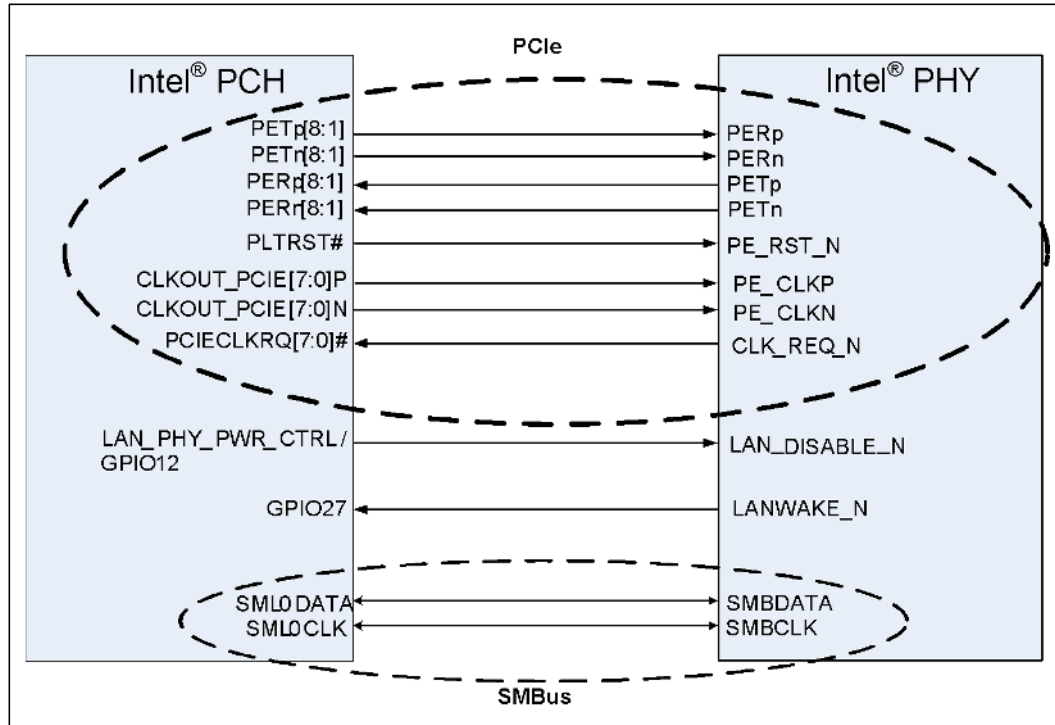 PCIe
Intel® PCH
Intel® PHY
PETp[8:1]
PERp
PETn[8:1]
PERn
PERp[8:1]
PETp
PERn[8:1]
PETn
PLTRST#
PE_RST_N
CLKOUT_PCIE[7:0]P
PE_CLKP
CLKOUT_PCIE[7:0]N
PE_CLKN
PCIECLKRQ[7:0]#
CLK_REQ_N
LAN_PHY_PWR_CTRL/
GPIO12
LAN_DISABLE_N
GPIO27
LANWAKE_N
SML0DATA
SMBDATA
SML0CLK
SMBCLK
SMBus